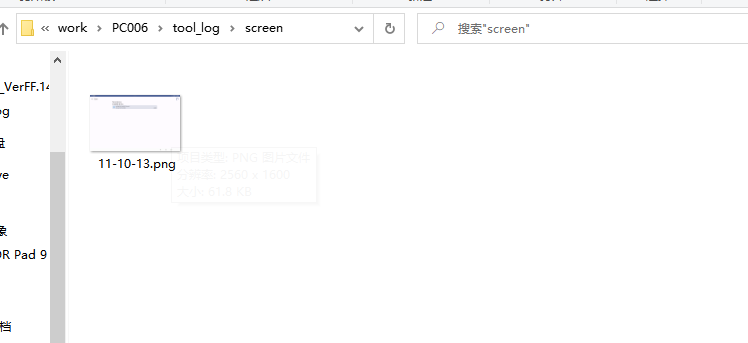 « work > PC006 > tool_log > screen
搜索"screen"
_VerFF.14
og
盘
ve
11-10-13.png
项目类型: PNG 图片文件
分辨率: 2560 x 1600
大小: 61.8 KB
象
OR Pad 9
档